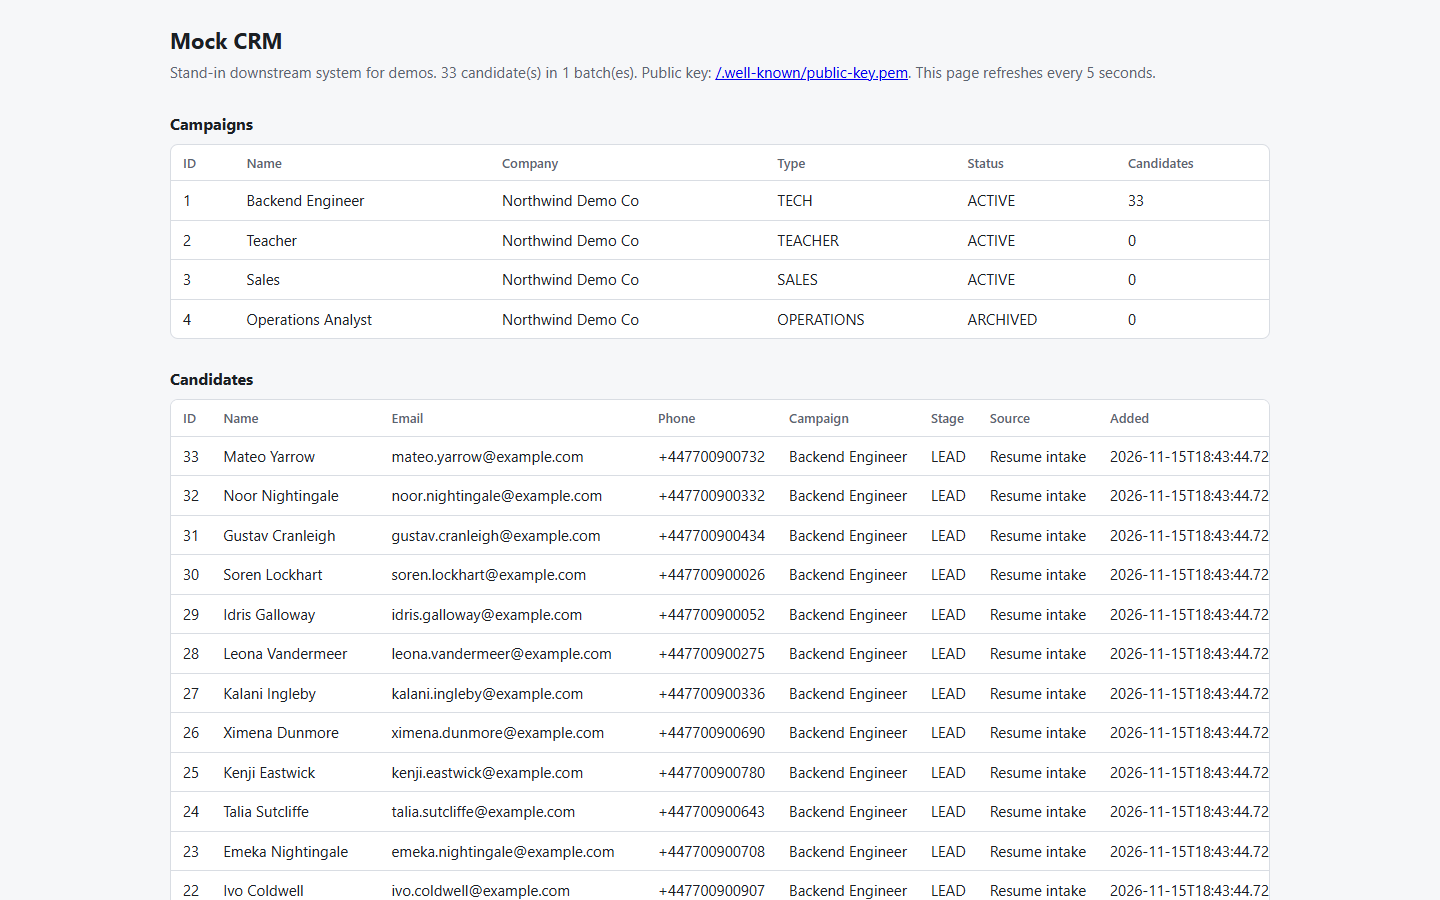 Mock CRM
Stand-in downstream system for demos. 33 candidate(s) in 1 batch(es). Public key: /.well-known/public-key.pem. This page refreshes every 5 seconds.
Campaigns
ID Name Company Type Status Candidates
1 Backend Engineer Northwind Demo Co TECH ACTIVE 33
2 Teacher Northwind Demo Co TEACHER ACTIVE 0
3 Sales Northwind Demo Co SALES ACTIVE 0
4 Operations Analyst Northwind Demo Co OPERATIONS ARCHIVED 0
Candidates
ID Name Email Phone Campaign Stage Source Added
33 Mateo Yarrow mateo.yarrow@example.com +447700900732 Backend Engineer LEAD Resume intake 2026-11-15T18:43:44.72
32 Noor Nightingale noor.nightingale@example.com +447700900332 Backend Engineer LEAD Resume intake 2026-11-15T18:43:44.72
31 Gustav Cranleigh gustav.cranleigh@example.com +447700900434 Backend Engineer LEAD Resume intake 2026-11-15T18:43:44.72
30 Soren Lockhart soren.lockhart@example.com +447700900026 Backend Engineer LEAD Resume intake 2026-11-15T18:43:44.72
29 Idris Galloway idris.galloway@example.com +447700900052 Backend Engineer LEAD Resume intake 2026-11-15T18:43:44.72
28 Leona Vandermeer leona.vandermeer@example.com +447700900275 Backend Engineer LEAD Resume intake 2026-11-15T18:43:44.72
27 Kalani Ingleby kalani.ingleby@example.com +447700900336 Backend Engineer LEAD Resume intake 2026-11-15T18:43:44.72
26 Ximena Dunmore ximena.dunmore@example.com +447700900690 Backend Engineer LEAD Resume intake 2026-11-15T18:43:44.72
25 Kenji Eastwick kenji.eastwick@example.com +447700900780 Backend Engineer LEAD Resume intake 2026-11-15T18:43:44.72
24 Talia Sutcliffe talia.sutcliffe@example.com +447700900643 Backend Engineer LEAD Resume intake 2026-11-15T18:43:44.72
23 Emeka Nightingale emeka.nightingale@example.com +447700900708 Backend Engineer LEAD Resume intake 2026-11-15T18:43:44.72
22 Ivo Coldwell ivo.coldwell@example.com +447700900907 Backend Engineer LEAD Resume intake 2026-11-15T18:43:44.72